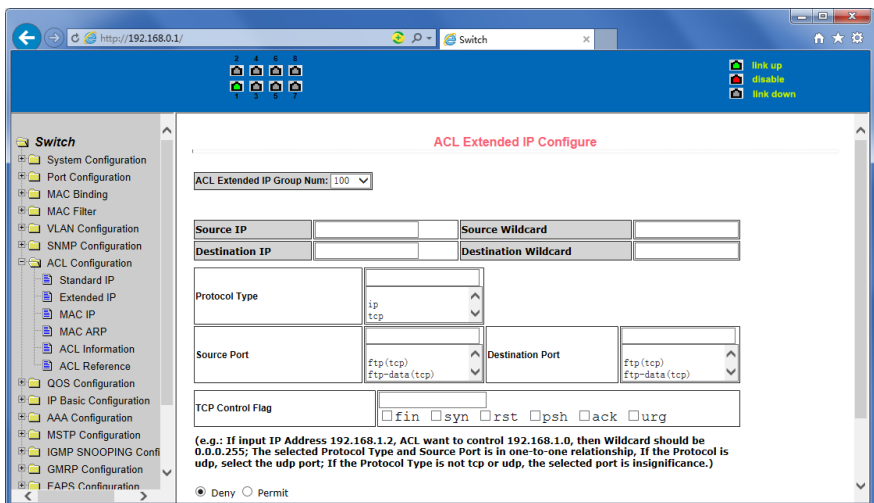 http://192.168.0.1/
Switch
2 4 6 8
1 3 5 7
link up
disable
link down
Switch
System Configuration
Port Configuration
MAC Binding
MAC Filter
VLAN Configuration
SNMP Configuration
ACL Configuration
Standard IP
Extended IP
MAC IP
MAC ARP
ACL Information
ACL Reference
QOS Configuration
IP Basic Configuration
AAA Configuration
MSTP Configuration
IGMP SNOOPING Confi
GMRP Configuration
EAPS Configuration
ACL Extended IP Configure
ACL Extended IP Group Num: 100
Source IP Source Wildcard
Destination IP Destination Wildcard
Protocol Type
ip
tcp
Source Port
ftp(tcp)
ftp-data(tcp)
Destination Port
ftp(tcp)
ftp-data(tcp)
TCP Control Flag
fin syn rst psh ack urg
(e.g.: If input IP Address 192.168.1.2, ACL want to control 192.168.1.0, then Wildcard should be
0.0.0.255; The selected Protocol Type and Source Port is in one-to-one relationship, If the Protocol is
udp, select the udp port; If the Protocol Type is not tcp or udp, the selected port is insignificance.)
Deny Permit